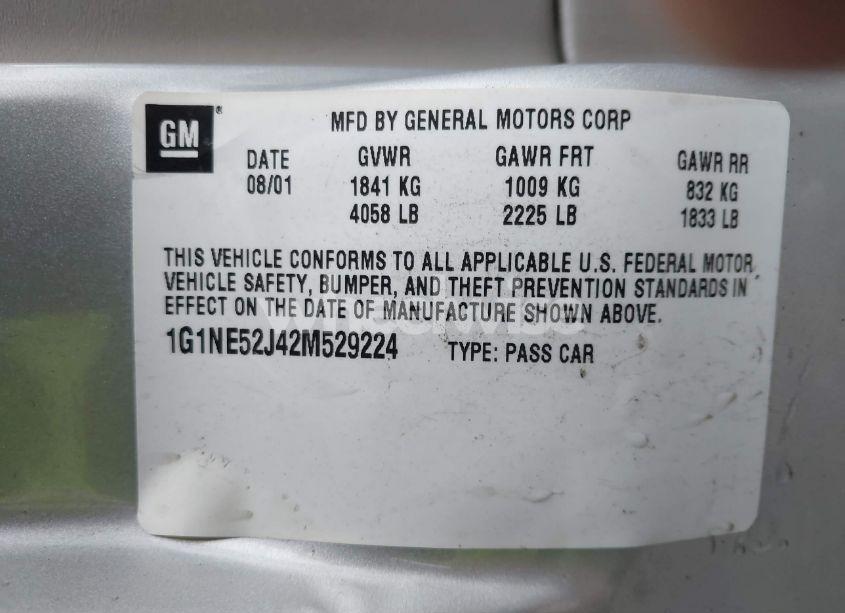 GM®
MFD BY GENERAL MOTORS CORP
DATE GVWR GAWR FRT GAWR RR
08/01 1841 KG 1009 KG 832 KG
4058 LB 2225 LB 1833 LB
THIS VEHICLE CONFORMS TO ALL APPLICABLE U.S. FEDERAL MOTOR
VEHICLE SAFETY, BUMPER, AND THEFT PREVENTION STANDARDS IN
EFFECT ON THE DATE OF MANUFACTURE SHOWN ABOVE.
1G1NE52J42M529224 TYPE: PASS CAR